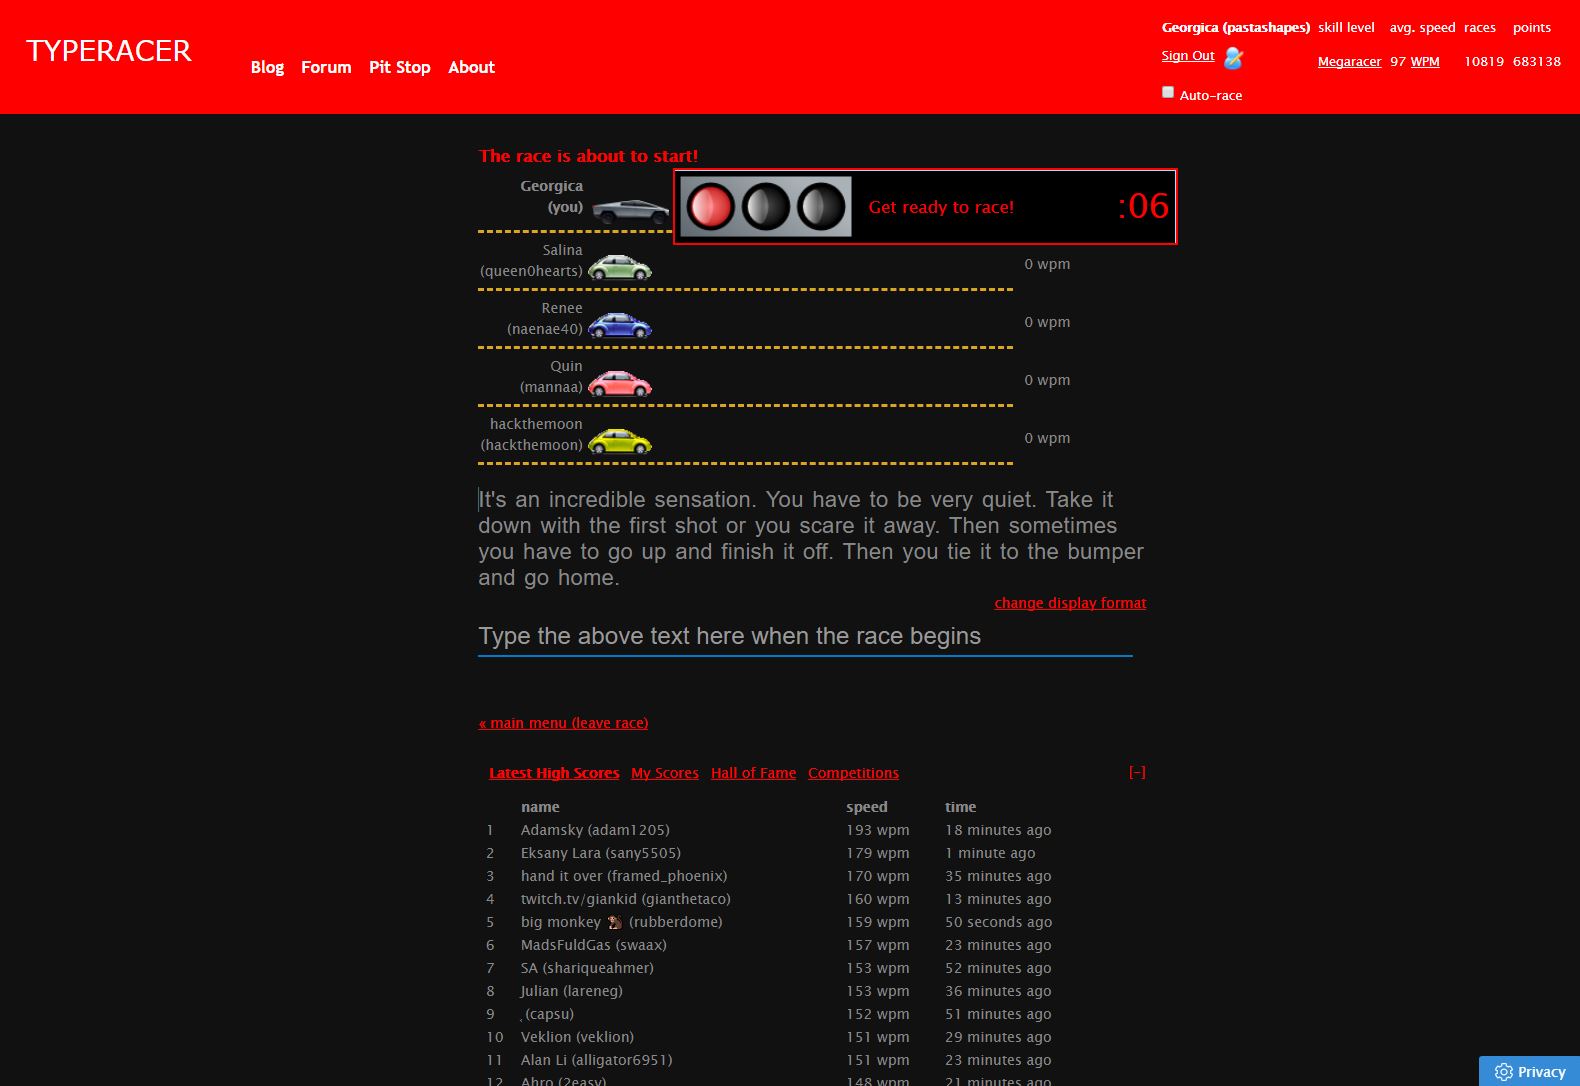 TYPERACER
Blog Forum Pit Stop About
Georgica (pastashapes) skill level avg. speed races points
Sign Out Megaracer 97 WPM 10819 683138
Auto-race
The race is about to start!
Georgica
(you)
Get ready to race! :06
Salina
(queen0hearts) 0 wpm
Renee
(naenae40) 0 wpm
Quin
(mannaa) 0 wpm
hackthemoon
(hackthemoon) 0 wpm
It's an incredible sensation. You have to be very quiet. Take it
down with the first shot or you scare it away. Then sometimes
you have to go up and finish it off. Then you tie it to the bumper
and go home.
change display format
Type the above text here when the race begins
« main menu (leave race)
Latest High Scores My Scores Hall of Fame Competitions [-]
name speed time
1 Adamsky (adam1205) 193 wpm 18 minutes ago
2 Eksany Lara (sany5505) 179 wpm 1 minute ago
3 hand it over (framed_phoenix) 170 wpm 35 minutes ago
4 twitch.tv/giankid (gianthetaco) 160 wpm 13 minutes ago
5 big monkey 🐒 (rubberdome) 159 wpm 50 seconds ago
6 MadsFuldGas (swaax) 157 wpm 23 minutes ago
7 SA (shariqueahmer) 153 wpm 52 minutes ago
8 Julian (lareneg) 153 wpm 36 minutes ago
9 (capsu) 152 wpm 51 minutes ago
10 Veklion (veklion) 151 wpm 29 minutes ago
11 Alan Li (alligator6951) 151 wpm 23 minutes ago
12 Ahro (2easy) 148 wpm 21 minutes ago
Privacy